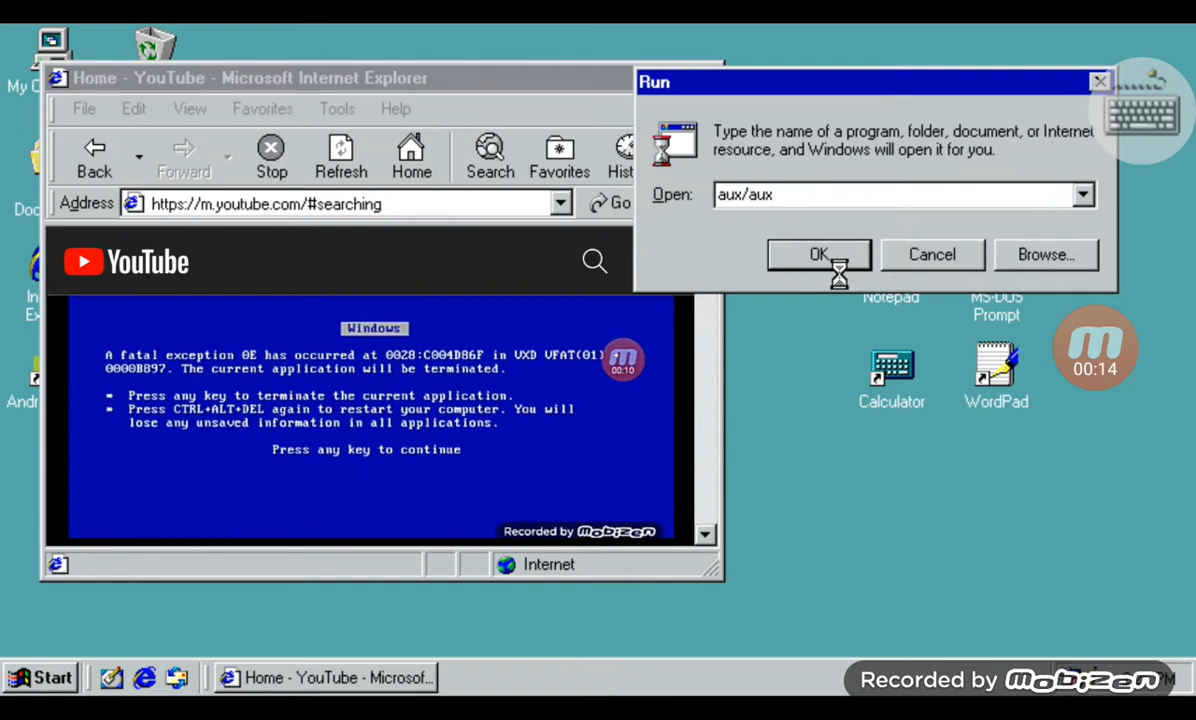 My C
Home - YouTube - Microsoft Internet Explorer
File Edit View Favorites Tools Help
Back Forward Stop Refresh Home Search Favorites Hist
Address https://m.youtube.com/#searching Go
YouTube
Windows
A fatal exception 0E has occurred at 0028:C004D86F in VXD VFAT(01)
0000B897. The current application will be terminated.
* Press any key to terminate the current application.
* Press CTRL+ALT+DEL again to restart your computer. You will
lose any unsaved information in all applications.
Press any key to continue
00:10
Recorded by mobizen
Internet
Run
Type the name of a program, folder, document, or Internet
resource, and Windows will open it for you.
Open: aux/aux
OK Cancel Browse...
Notepad
MS-DOS
Prompt
Calculator
WordPad
00:14
Doc
In
Ex
Andr
Start
Home - YouTube - Microsof...
Recorded by mobizen
PM